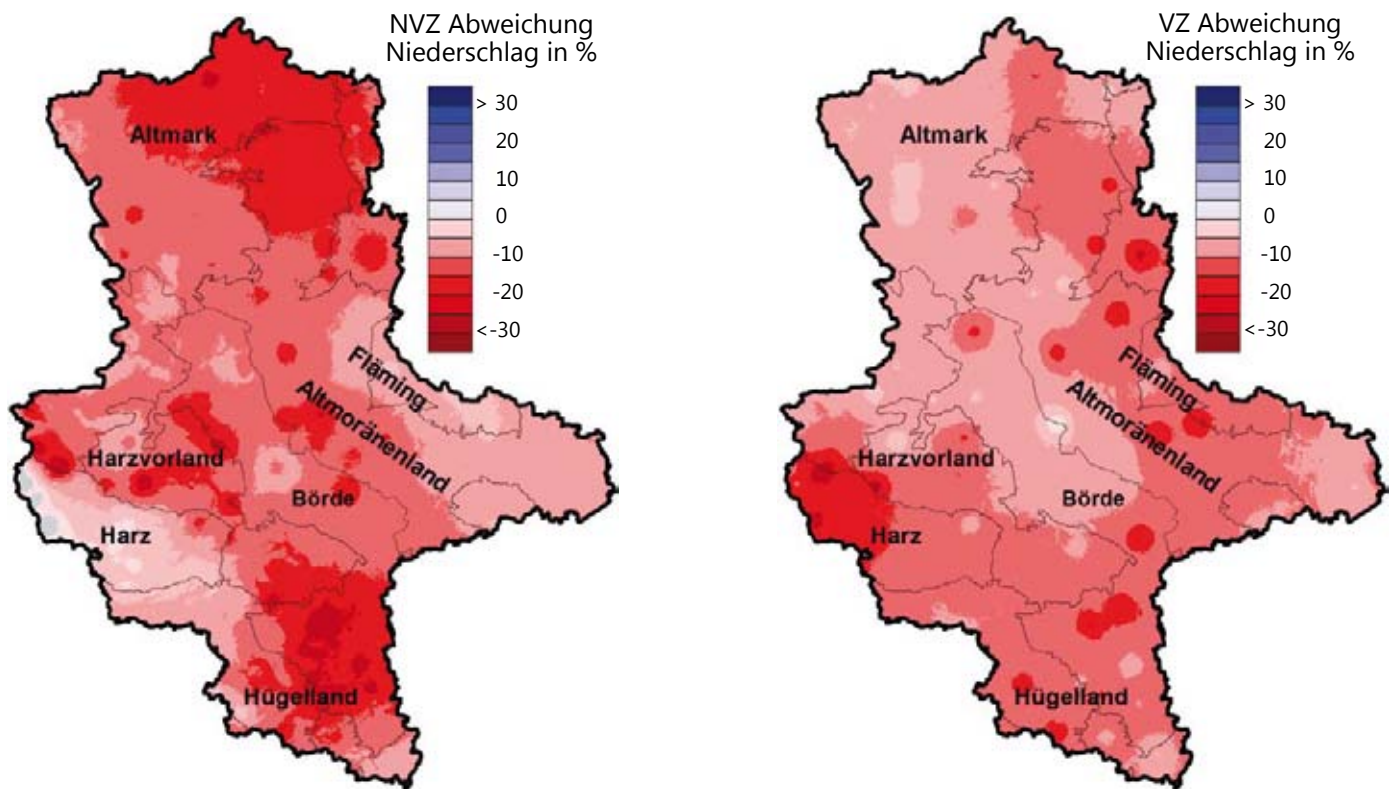 NVZ Abweichung
Niederschlag in %
> 30
20
10
0
-10
-20
<-30
Altmark
Fläming
Altmoränenland
Harzvorland
Börde
Harz
Hügelland
VZ Abweichung
Niederschlag in %
> 30
20
10
0
-10
-20
<-30
Altmark
Fläming
Altmoränenland
Harzvorland
Börde
Harz
Hügelland